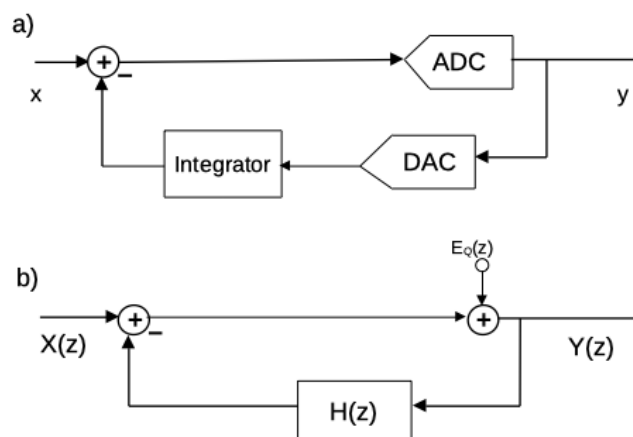 a)
+
−
ADC
x
y
Integrator
DAC
E_Q(z)
b)
+
−
+
X(z)
Y(z)
H(z)